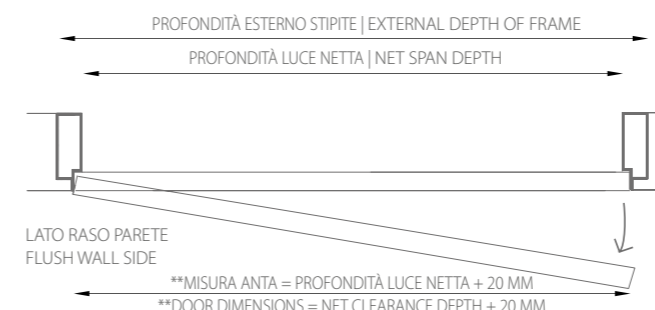 PROFONDITÀ ESTERNO STIPITE | EXTERNAL DEPTH OF FRAME
PROFONDITÀ LUCE NETTA | NET SPAN DEPTH
LATO RASO PARETE
FLUSH WALL SIDE
**MISURA ANTA = PROFONDITÀ LUCE NETTA + 20 MM
**DOOR DIMENSIONS = NET CLEARANCE DEPTH + 20 MM